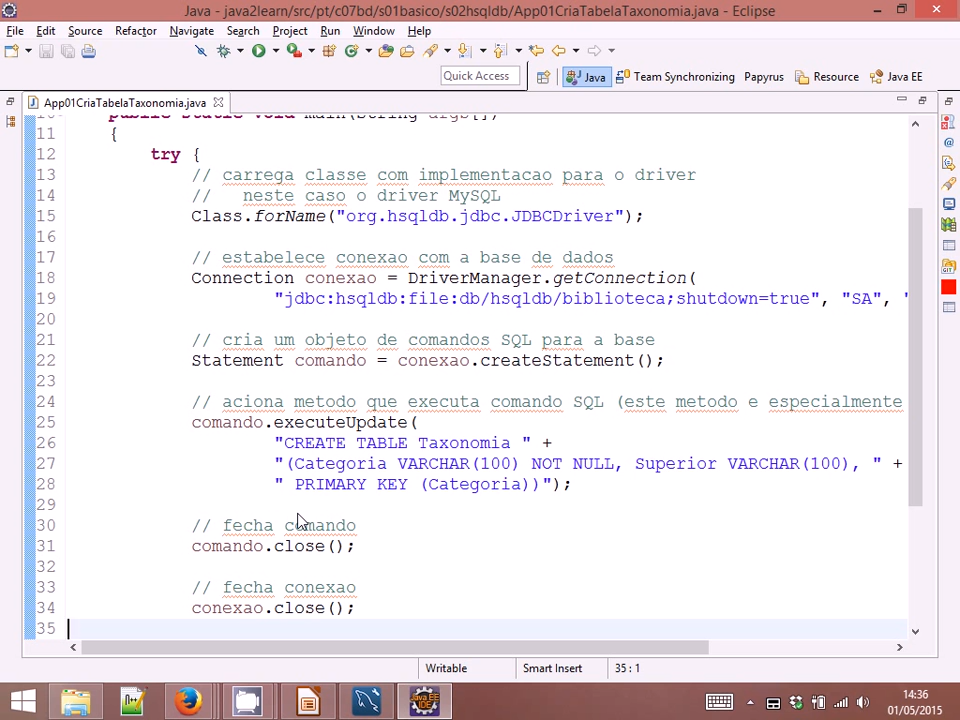 Java - java2learn/src/pt/c07bd/s01basico/s02hsqldb/App01CriaTabelaTaxonomia.java - Eclipse
File Edit Source Refactor Navigate Search Project Run Window Help
Quick Access Java Team Synchronizing Papyrus Resource Java EE
App01CriaTabelaTaxonomia.java
10 public static void main(String args[])
11 {
12 try {
13 // carrega classe com implementacao para o driver
14 // neste caso o driver MySQL
15 Class.forName("org.hsqldb.jdbc.JDBCDriver");
16
17 // estabelece conexao com a base de dados
18 Connection conexao = DriverManager.getConnection(
19 "jdbc:hsqldb:file:db/hsqldb/biblioteca;shutdown=true", "SA", "
20
21 // cria um objeto de comandos SQL para a base
22 Statement comando = conexao.createStatement();
23
24 // aciona metodo que executa comando SQL (este metodo e especialmente
25 comando.executeUpdate(
26 "CREATE TABLE Taxonomia " +
27 "(Categoria VARCHAR(100) NOT NULL, Superior VARCHAR(100), " +
28 " PRIMARY KEY (Categoria))");
29
30 // fecha comando
31 comando.close();
32
33 // fecha conexao
34 conexao.close();
35
Writable Smart Insert 35 : 1
14:36
01/05/2015